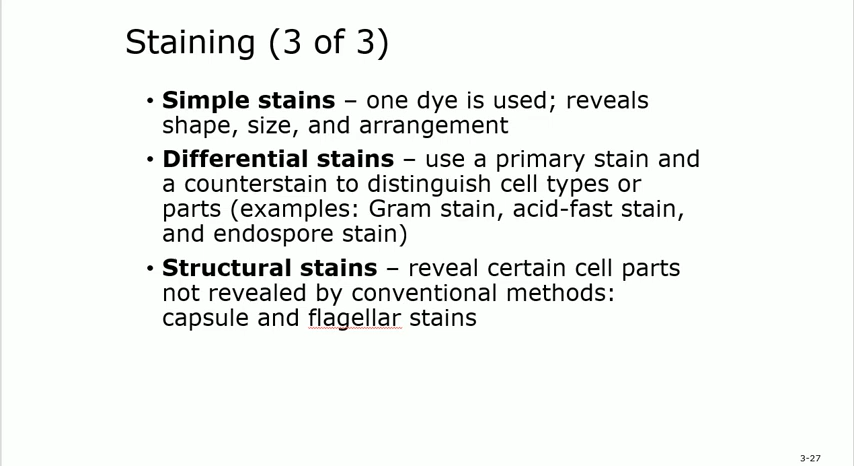 Staining (3 of 3)
• Simple stains – one dye is used; reveals
shape, size, and arrangement
• Differential stains – use a primary stain and
a counterstain to distinguish cell types or
parts (examples: Gram stain, acid-fast stain,
and endospore stain)
• Structural stains – reveal certain cell parts
not revealed by conventional methods:
capsule and flagellar stains
3-27